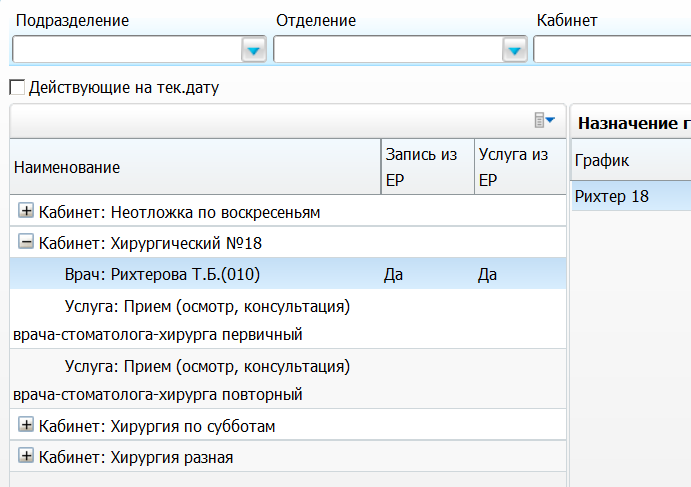 Подразделение Отделение Кабинет
Действующие на тек.дату
Назначение г
Наименование Запись из ЕР Услуга из ЕР
График
Кабинет: Неотложка по воскресеньям
Рихтер 18
Кабинет: Хирургический №18
Врач: Рихтерова Т.Б.(010) Да Да
Услуга: Прием (осмотр, консультация)
врача-стоматолога-хирурга первичный
Услуга: Прием (осмотр, консультация)
врача-стоматолога-хирурга повторный
Кабинет: Хирургия по субботам
Кабинет: Хирургия разная